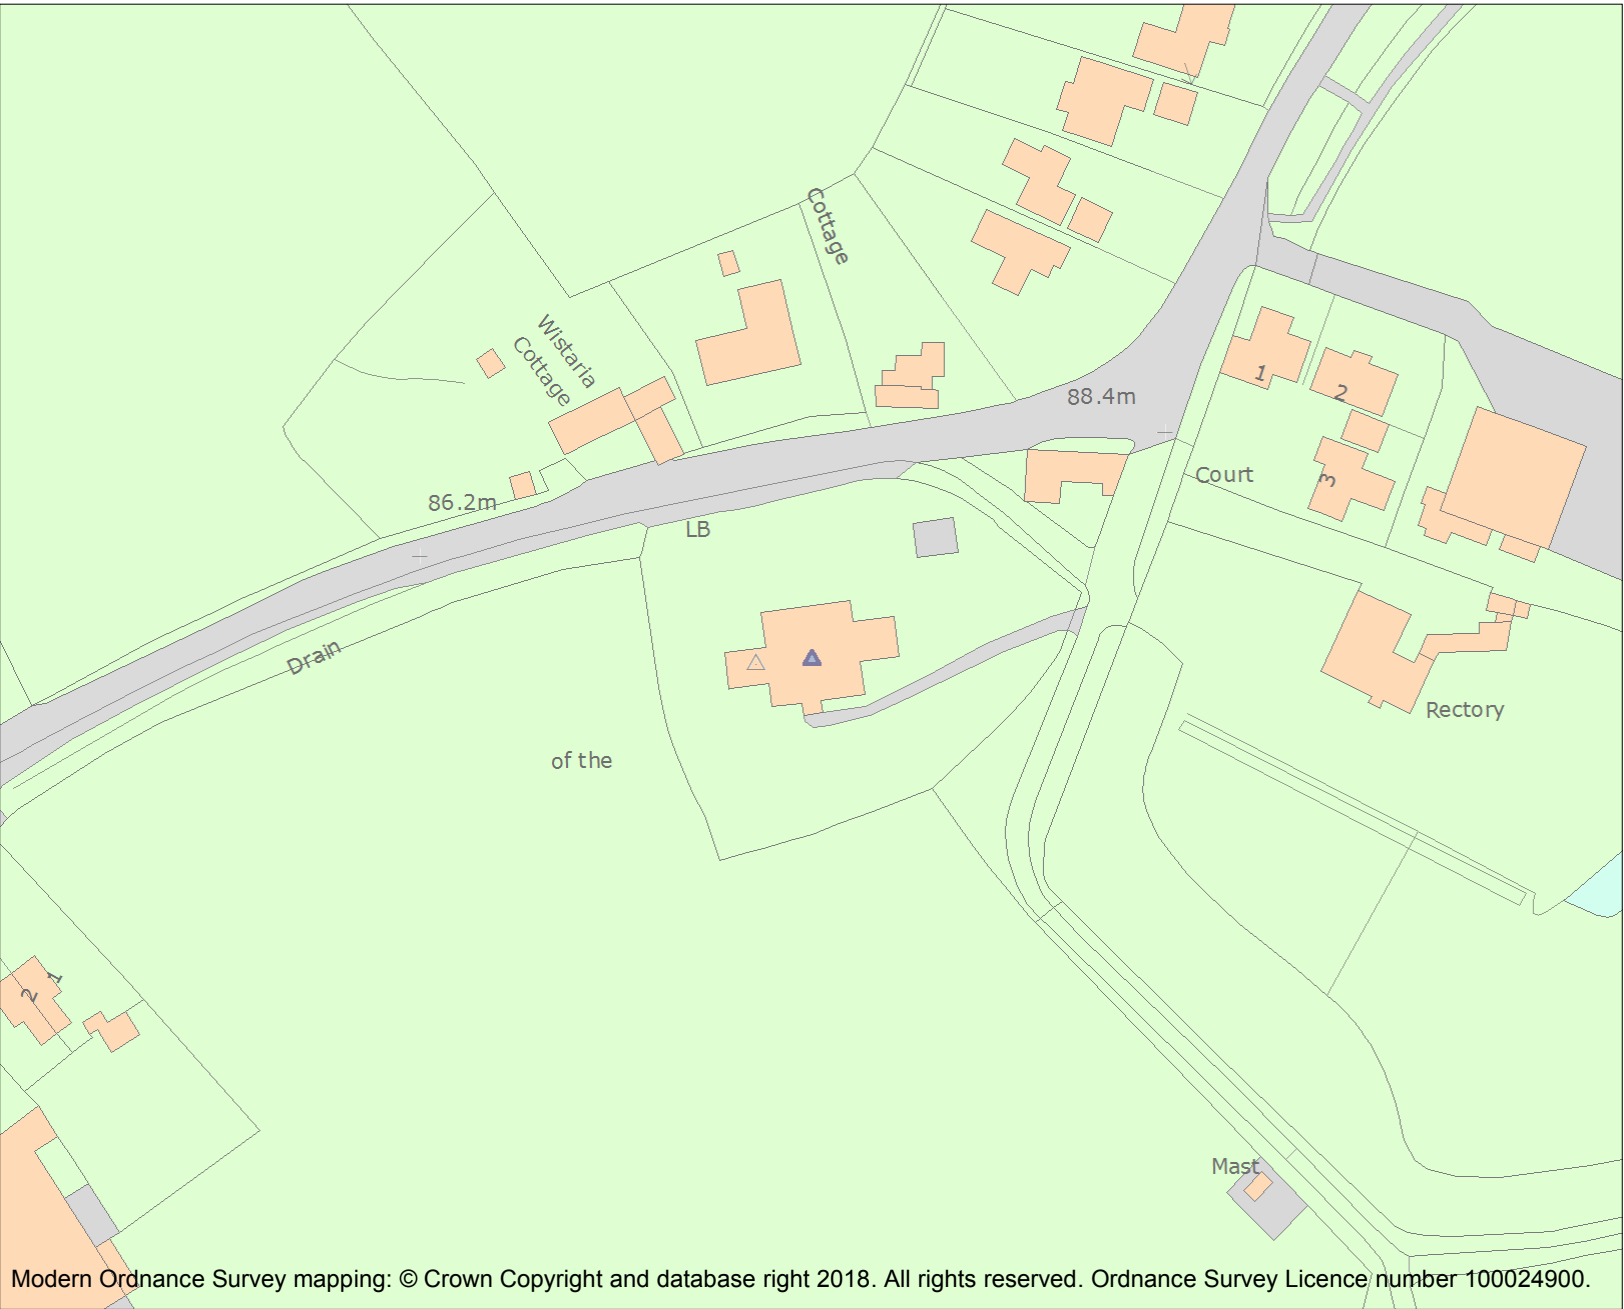 Cottage
Wistaria
Cottage
88.4m
1
2
3
Court
86.2m
LB
Drain
Rectory
of the
1
2
Mast
Modern Ordnance Survey mapping: © Crown Copyright and database right 2018. All rights reserved. Ordnance Survey Licence number 100024900.